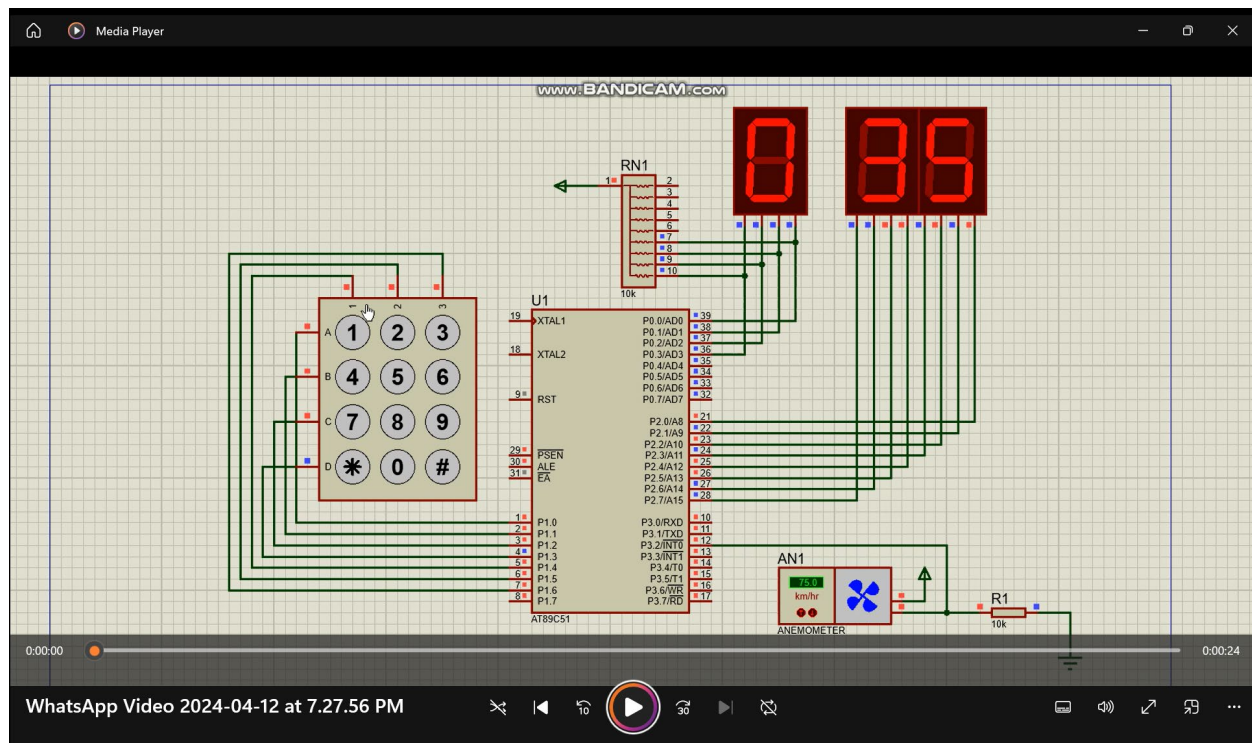 Media Player
www.BANDICAM.com
0 35
RN1
1 2
3
4
5
6
7
8
9
10
10k
1 2 3
A 1 2 3
B 4 5 6
C 7 8 9
D * 0 #
U1
19 XTAL1
18 XTAL2
9 RST
29 PSEN
30 ALE
31 EA
1 P1.0
2 P1.1
3 P1.2
4 P1.3
5 P1.4
6 P1.5
7 P1.6
8 P1.7
P0.0/AD0 39
P0.1/AD1 38
P0.2/AD2 37
P0.3/AD3 36
P0.4/AD4 35
P0.5/AD5 34
P0.6/AD6 33
P0.7/AD7 32
P2.0/A8 21
P2.1/A9 22
P2.2/A10 23
P2.3/A11 24
P2.4/A12 25
P2.5/A13 26
P2.6/A14 27
P2.7/A15 28
P3.0/RXD 10
P3.1/TXD 11
P3.2/INT0 12
P3.3/INT1 13
P3.4/T0 14
P3.5/T1 15
P3.6/WR 16
P3.7/RD 17
AT89C51
AN1
75.0
km/hr
ANEMOMETER
R1
10k
0:00:00
0:00:24
WhatsApp Video 2024-04-12 at 7.27.56 PM
10
30